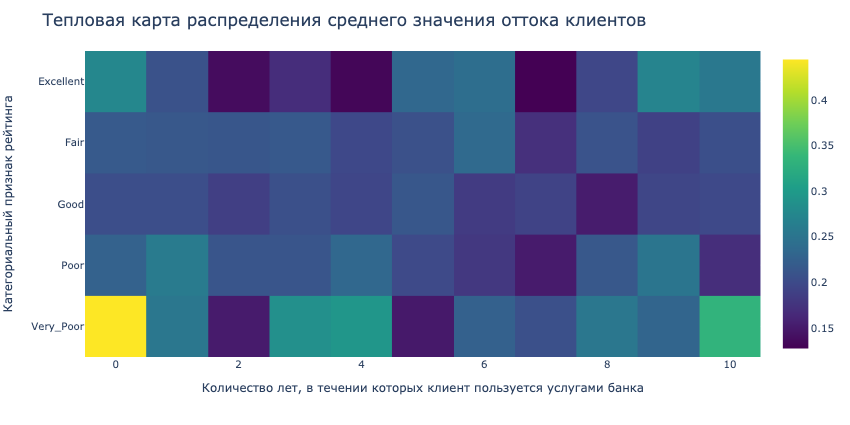 Тепловая карта распределения среднего значения оттока клиентов
Категориальный признак рейтинга
Excellent
Fair
Good
Poor
Very_Poor
0
2
4
6
8
10
Количество лет, в течении которых клиент пользуется услугами банка
0.4
0.35
0.3
0.25
0.2
0.15